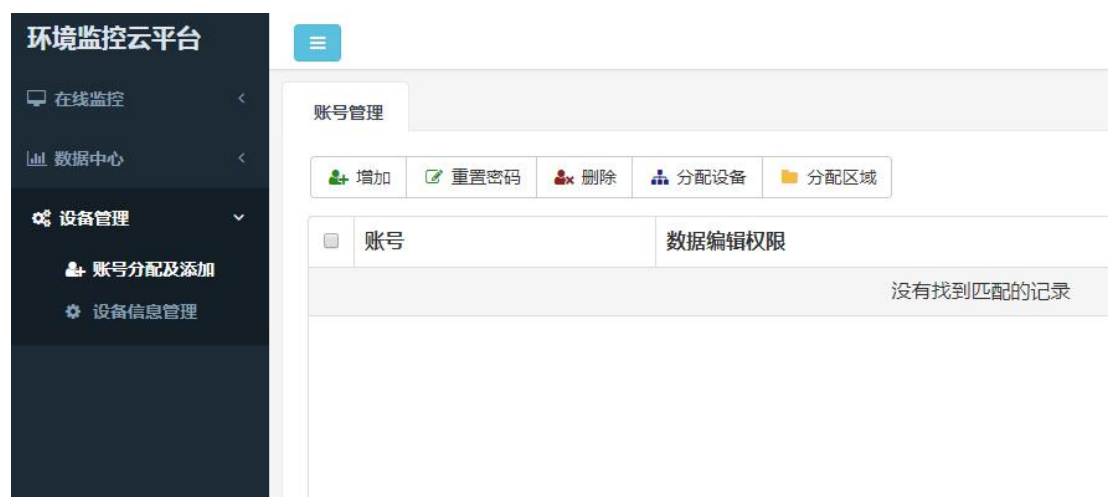 环境监控云平台
在线监控
数据中心
设备管理
账号分配及添加
设备信息管理
账号管理
增加 重置密码 删除 分配设备 分配区域
账号 数据编辑权限
没有找到匹配的记录